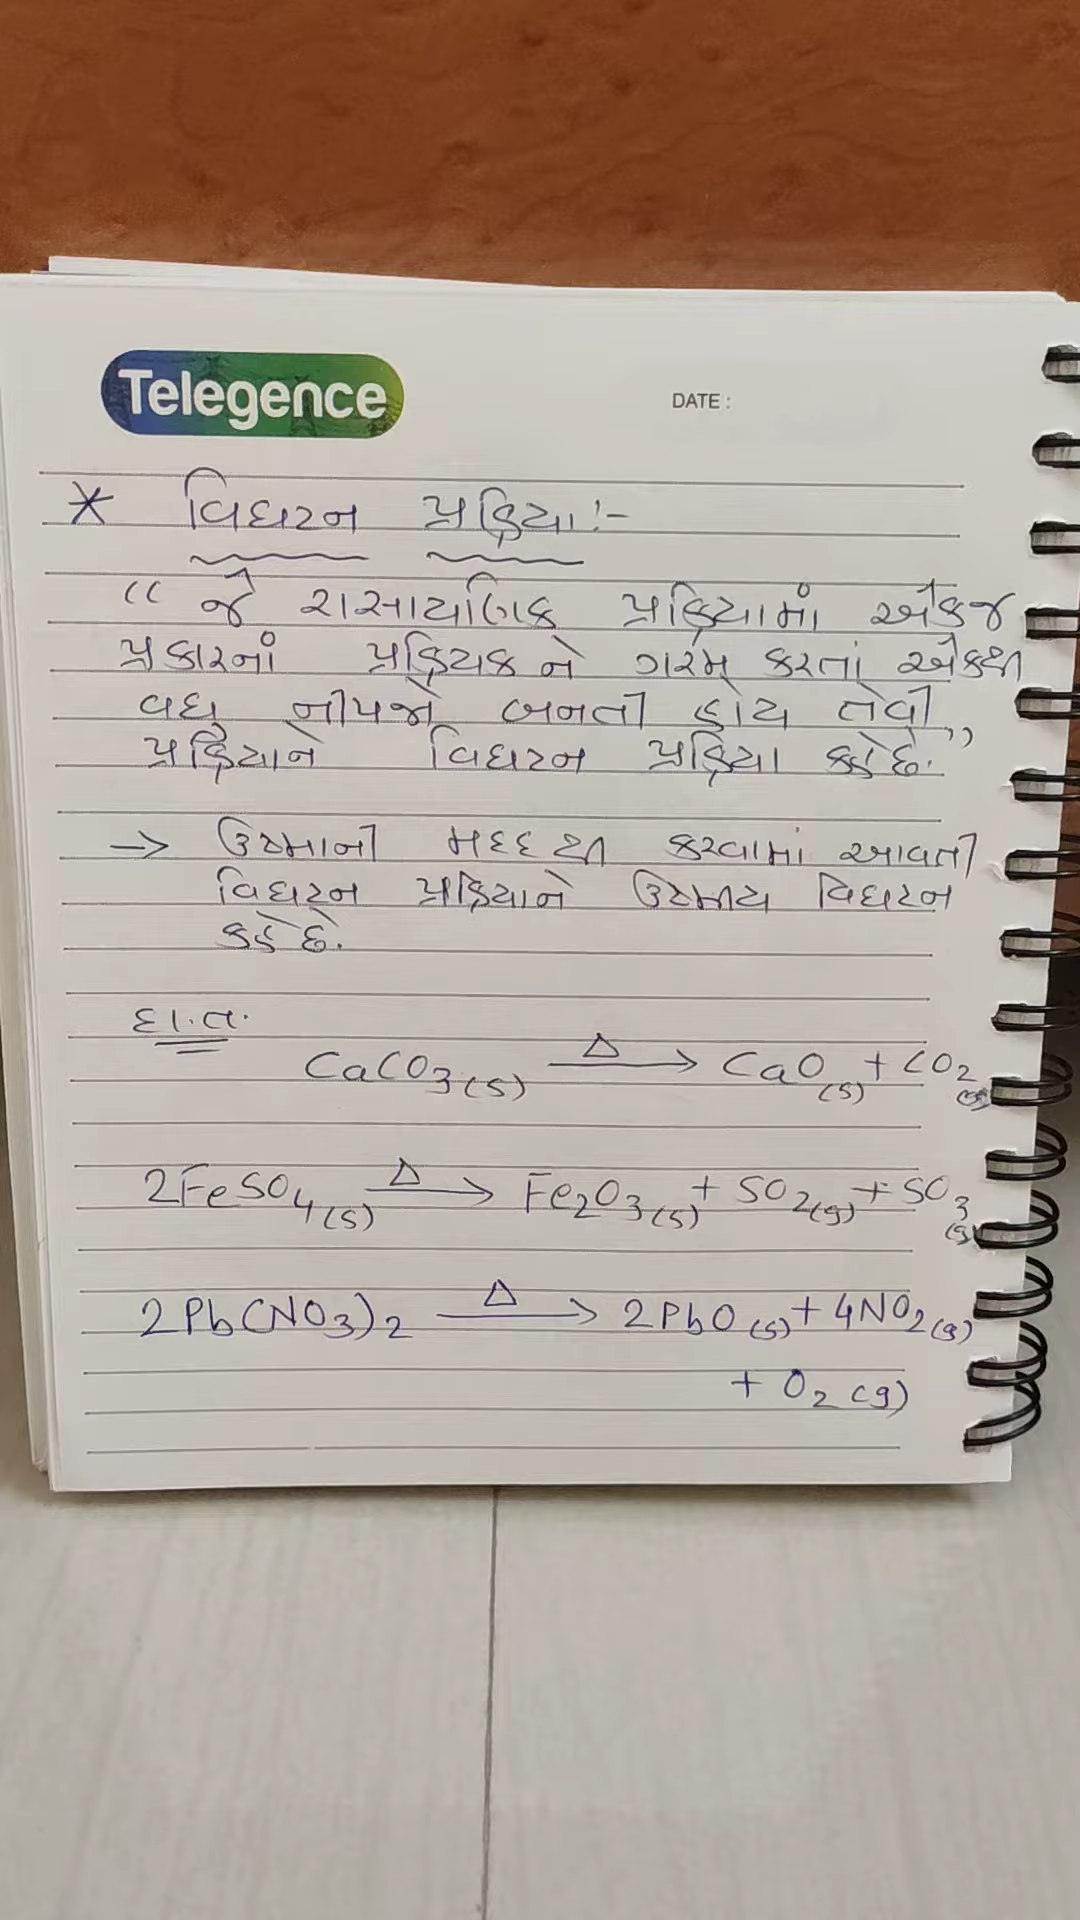 Telegence
DATE :
* વિઘટન પ્રક્રિયા :-
“ જે રાસાયણિક પ્રક્રિયામાં એકજ
પ્રકારનાં પ્રક્રિયક ને ગરમ કરતાં એકથી
વધુ નીપજો બનતી હોય તેવી
પ્રક્રિયાને વિઘટન પ્રક્રિયા કહે છે. ”
→ ઉષ્માની મદદથી કરવામાં આવતી
વિઘટન પ્રક્રિયાને ઉષ્મીય વિઘટન
કહે છે.
દા.ત.
CaCO₃(s) —Δ→ CaO(s) + CO₂(g)
2FeSO₄(s) —Δ→ Fe₂O₃(s) + SO₂(g) + SO₃(g)
2Pb(NO₃)₂ —Δ→ 2PbO(s) + 4NO₂(g)
+ O₂(g)